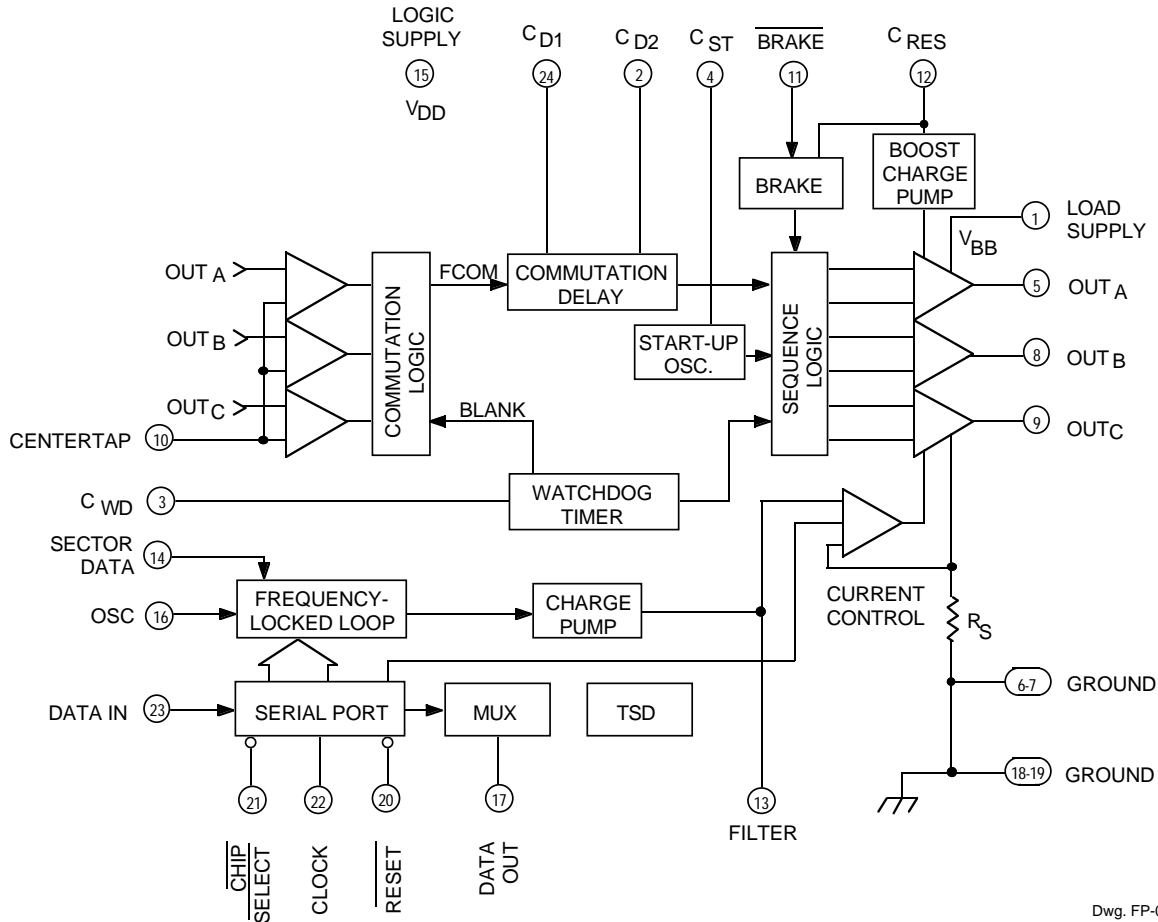 LOGIC
SUPPLY
15
VDD
C D1
24
C D2
2
C ST
4
BRAKE
11
C RES
12
BRAKE
BOOST
CHARGE
PUMP
1
LOAD
SUPPLY
VBB
OUT A
OUT B
OUT C
CENTERTAP
10
COMMUTATION
LOGIC
FCOM
COMMUTATION
DELAY
START-UP
OSC.
SEQUENCE
LOGIC
5
OUT A
8
OUT B
9
OUT C
BLANK
C WD
3
WATCHDOG
TIMER
SECTOR
DATA
14
OSC
16
FREQUENCY-
LOCKED LOOP
CHARGE
PUMP
CURRENT
CONTROL
RS
DATA IN
23
SERIAL PORT
MUX
TSD
6-7
GROUND
18-19
GROUND
21
22
20
17
13
FILTER
CHIP
SELECT
CLOCK
RESET
DATA
OUT
Dwg. FP-0